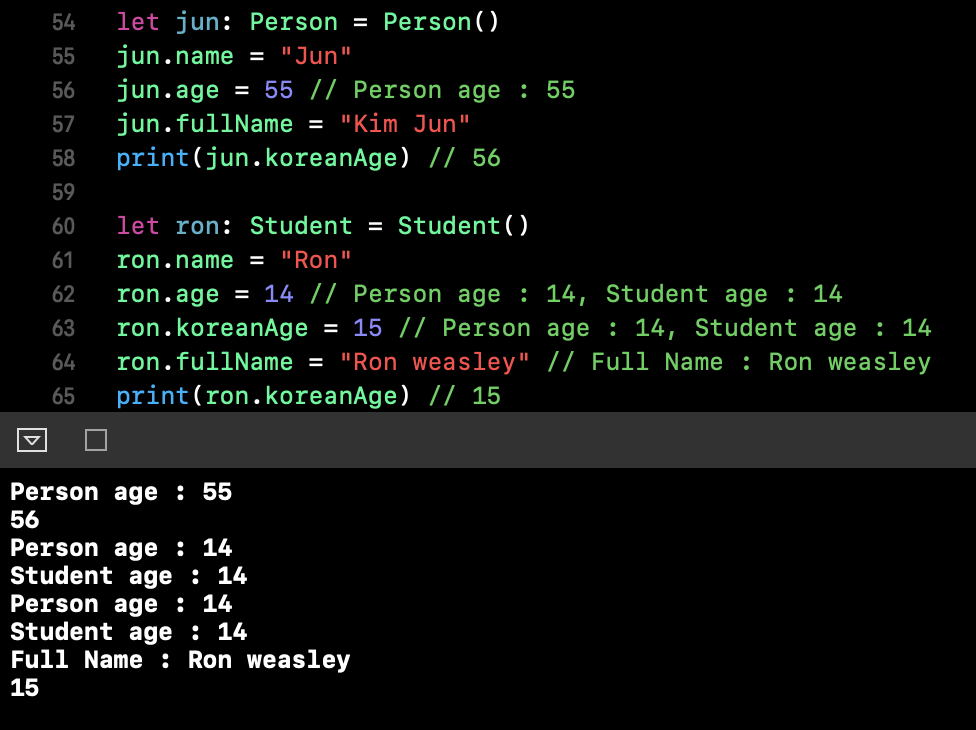 54 let jun: Person = Person()
55 jun.name = "Jun"
56 jun.age = 55 // Person age : 55
57 jun.fullName = "Kim Jun"
58 print(jun.koreanAge) // 56
59
60 let ron: Student = Student()
61 ron.name = "Ron"
62 ron.age = 14 // Person age : 14, Student age : 14
63 ron.koreanAge = 15 // Person age : 14, Student age : 14
64 ron.fullName = "Ron weasley" // Full Name : Ron weasley
65 print(ron.koreanAge) // 15
Person age : 55
56
Person age : 14
Student age : 14
Person age : 14
Student age : 14
Full Name : Ron weasley
15